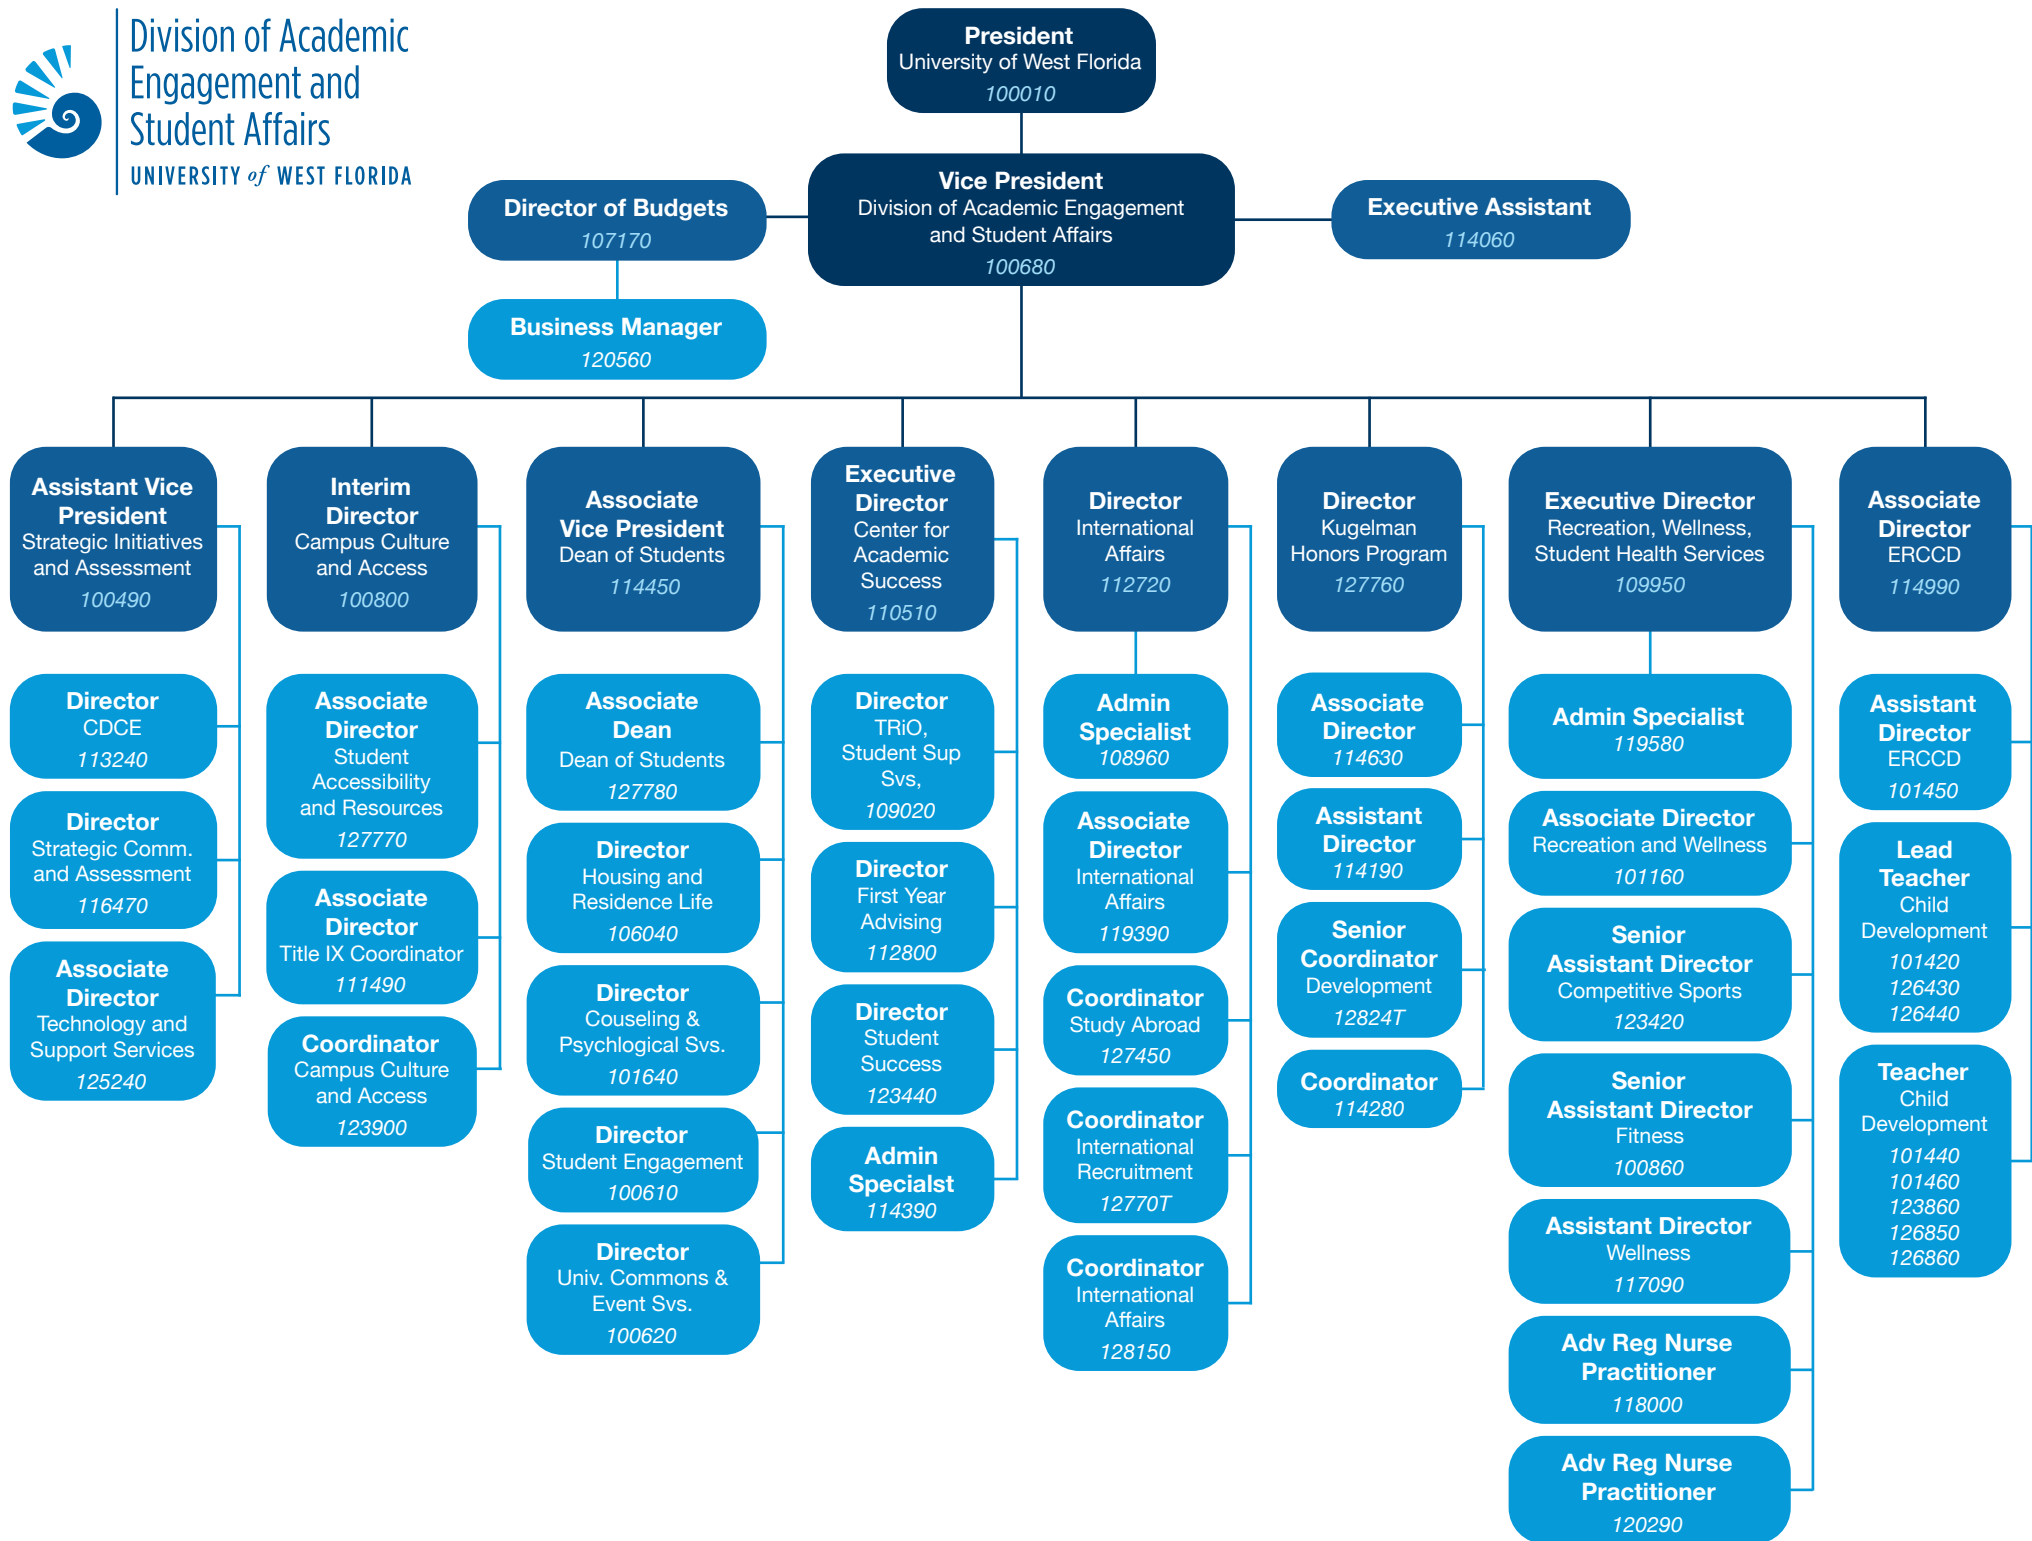 Division of Academic
Engagement and
Student Affairs
UNIVERSITY of WEST FLORIDA
President
University of West Florida
100010
Vice President
Division of Academic Engagement
and Student Affairs
100680
Director of Budgets
107170
Executive Assistant
114060
Business Manager
120560
Assistant Vice
President
Strategic Initiatives
and Assessment
100490
Director
CDCE
113240
Director
Strategic Comm.
and Assessment
116470
Associate
Director
Technology and
Support Services
125240
Interim
Director
Campus Culture
and Access
100800
Associate
Director
Student
Accessibility
and Resources
127770
Associate
Director
Title IX Coordinator
111490
Coordinator
Campus Culture
and Access
123900
Associate
Vice President
Dean of Students
114450
Associate
Dean
Dean of Students
127780
Director
Housing and
Residence Life
106040
Director
Couseling &
Psychlogical Svs.
101640
Director
Student Engagement
100610
Director
Univ. Commons &
Event Svs.
100620
Executive
Director
Center for
Academic
Success
110510
Director
TRiO,
Student Sup
Svs,
109020
Director
First Year
Advising
112800
Director
Student
Success
123440
Admin
Specialst
114390
Director
International
Affairs
112720
Admin
Specialist
108960
Associate
Director
International
Affairs
119390
Coordinator
Study Abroad
127450
Coordinator
International
Recruitment
12770T
Coordinator
International
Affairs
128150
Director
Kugelman
Honors Program
127760
Associate
Director
114630
Assistant
Director
114190
Senior
Coordinator
Development
12824T
Coordinator
114280
Executive Director
Recreation, Wellness,
Student Health Services
109950
Admin Specialist
119580
Associate Director
Recreation and Wellness
101160
Senior
Assistant Director
Competitive Sports
123420
Senior
Assistant Director
Fitness
100860
Assistant Director
Wellness
117090
Adv Reg Nurse
Practitioner
118000
Adv Reg Nurse
Practitioner
120290
Associate
Director
ERCCD
114990
Assistant
Director
ERCCD
101450
Lead
Teacher
Child
Development
101420
126430
126440
Teacher
Child
Development
101440
101460
123860
126850
126860